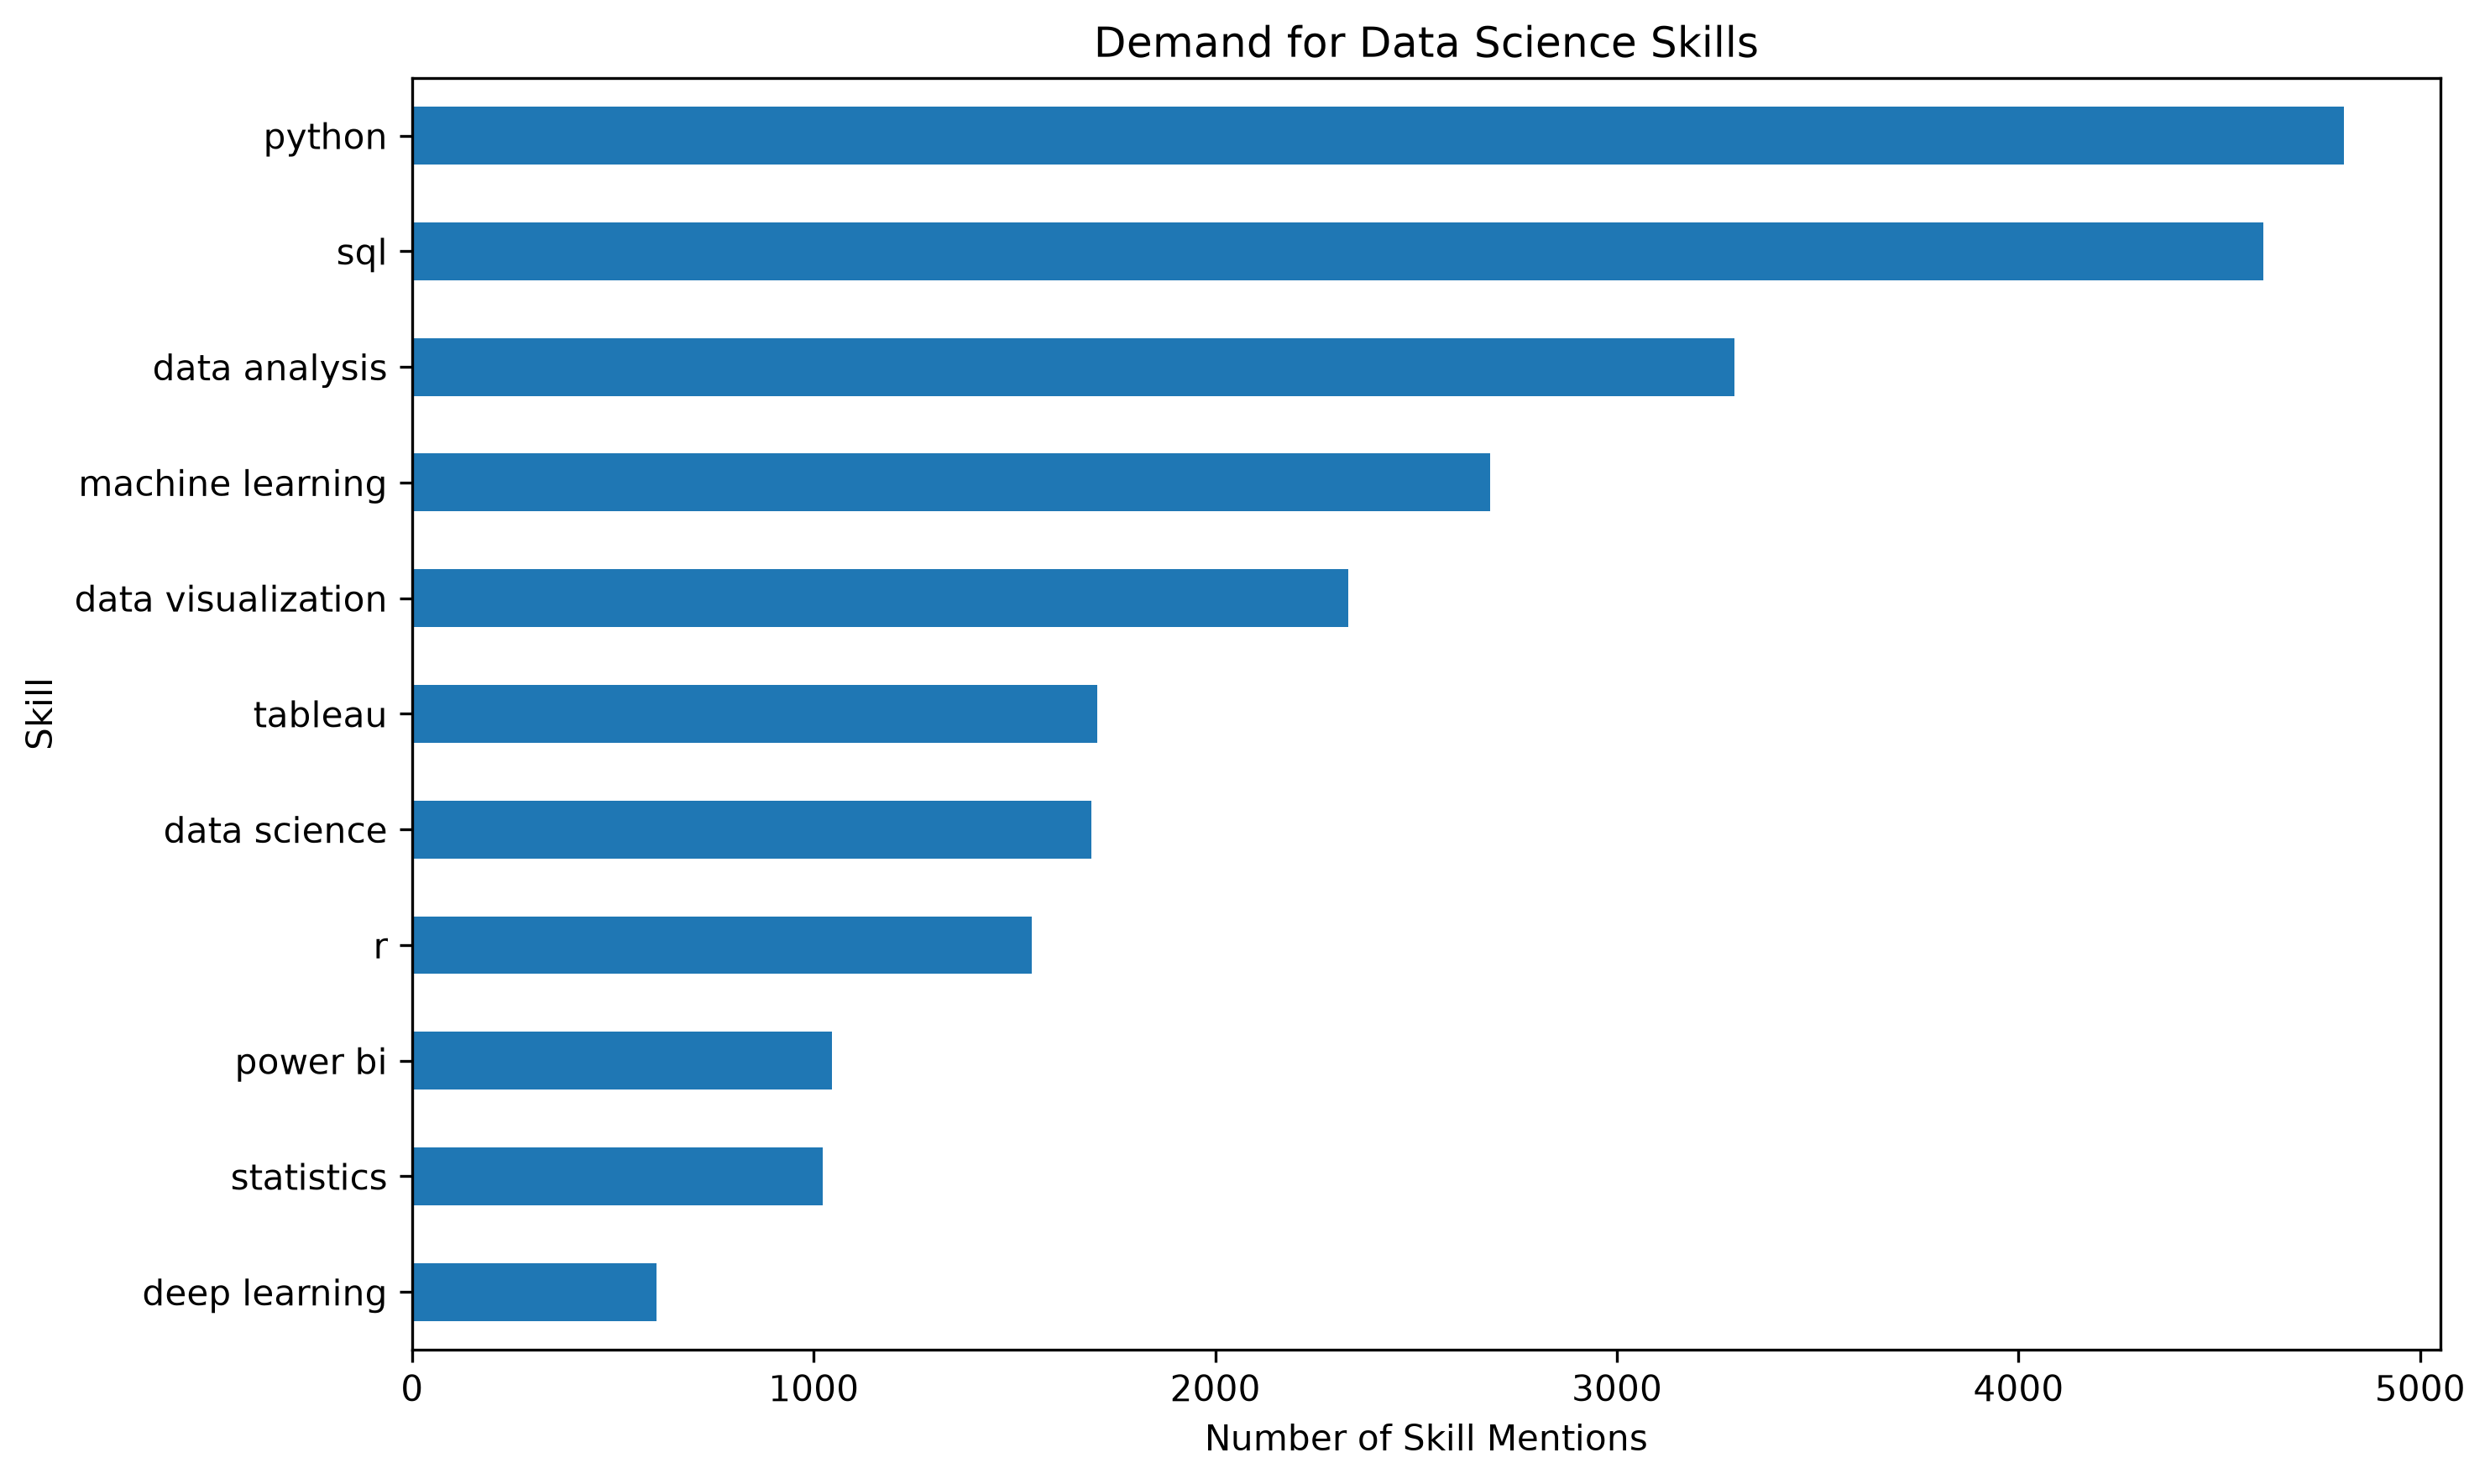 Demand for Data Science Skills
python
sql
data analysis
machine learning
data visualization
tableau
data science
r
power bi
statistics
deep learning
Skill
0 1000 2000 3000 4000 5000
Number of Skill Mentions